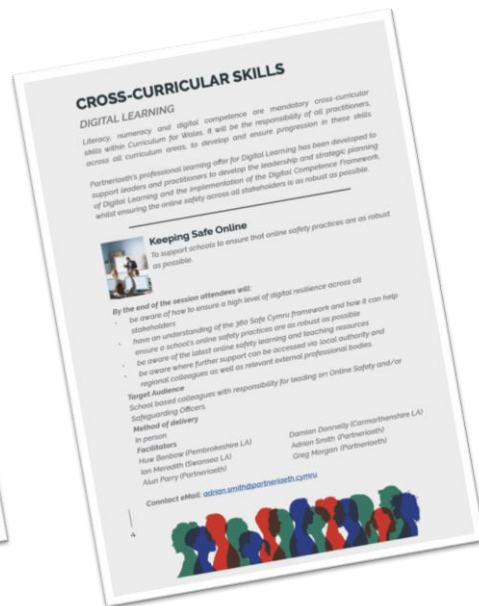 CROSS-CURRICULAR SKILLS
DIGITAL LEARNING
Literacy, numeracy and digital competence are mandatory cross-curricular
skills within Curriculum for Wales. It will be the responsibility of all practitioners,
across all curriculum areas, to develop and ensure progression in these skills
Partneriaeth's professional learning offer for Digital Learning has been developed to
support leaders and practitioners to develop the leadership and strategic planning
of Digital Learning and the implementation of the Digital Competence Framework,
whilst ensuring the online safety across all stakeholders is as robust as possible.
Keeping Safe Online
To support schools to ensure that online safety practices are as robust
as possible.
By the end of the session attendees will:
• be aware of how to ensure a high level of digital resilience across all
stakeholders
• have an understanding of the 360 Safe Cymru framework and how it can help
ensure a school's online safety practices are as robust as possible
• be aware of the latest online safety learning and teaching resources
• be aware where further support can be accessed via local authority and
regional colleagues as well as relevant external professional bodies.
Target Audience
School based colleagues with responsibility for leading on Online Safety and/or
Safeguarding Officers.
Method of delivery
In person
Facilitators
Huw Benbow (Pembrokeshire LA)
Ion Meredith (Swansea LA)
Alun Parry (Partneriaeth)
Damian Donnelly (Carmarthenshire LA)
Adrian Smith (Partneriaeth)
Greg Morgan (Partneriaeth)
Conntact eMail: adrian.smith@partneriaeth.cymru
4